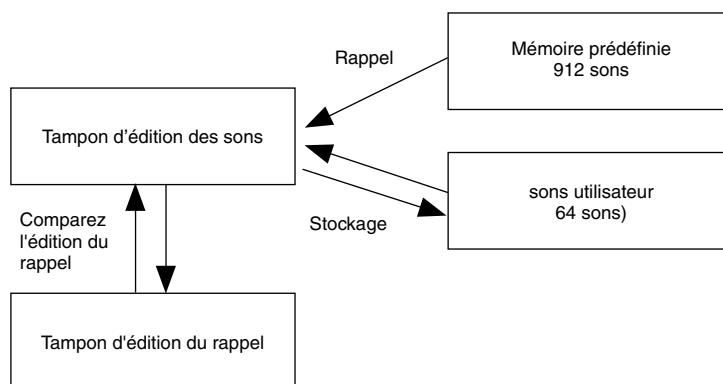 Mémoire prédéfinie
912 sons
Rappel
Tampon d’édition des sons
sons utilisateur
64 sons)
Stockage
Comparez
l'édition du
rappel
Tampon d'édition du rappel